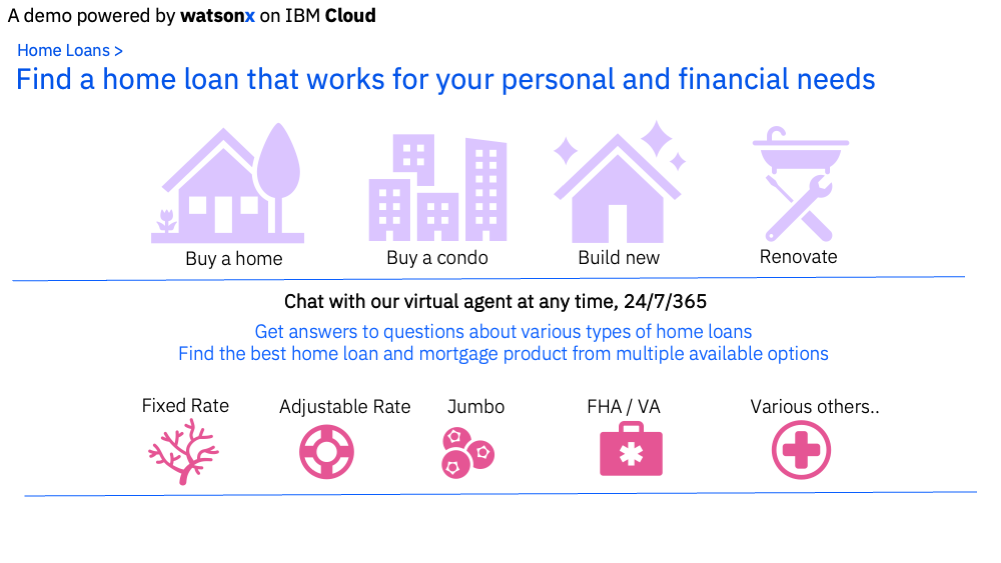 A demo powered by watsonx on IBM Cloud
Home Loans >
Find a home loan that works for your personal and financial needs
Buy a home
Buy a condo
Build new
Renovate
Chat with our virtual agent at any time, 24/7/365
Get answers to questions about various types of home loans
Find the best home loan and mortgage product from multiple available options
Fixed Rate
Adjustable Rate
Jumbo
FHA / VA
Various others..